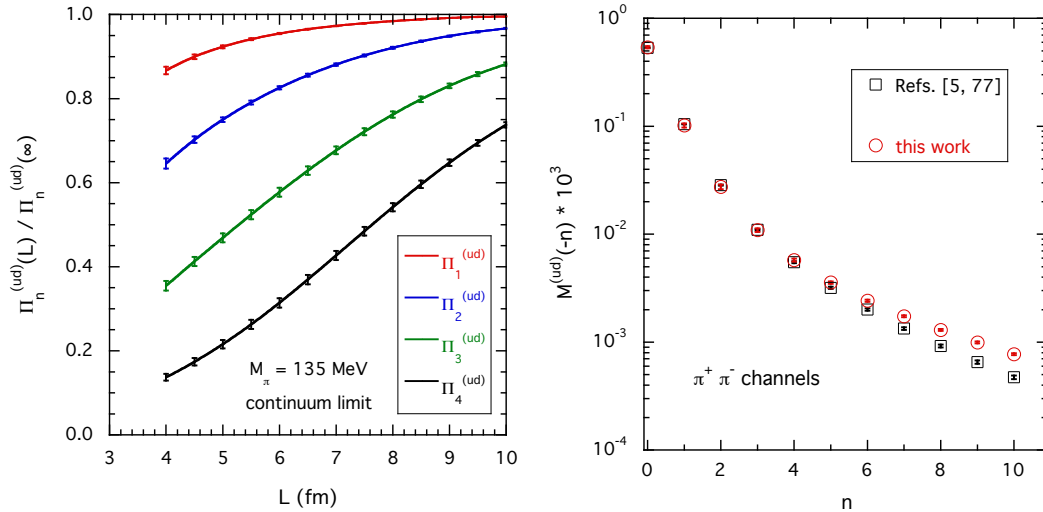 Π_n^(ud)(L) / Π_n^(ud)(∞)
1.0
0.8
0.6
0.4
0.2
0.0
3 4 5 6 7 8 9 10
L (fm)
M_π = 135 MeV
continuum limit
Π_1^(ud)
Π_2^(ud)
Π_3^(ud)
Π_4^(ud)
M^(ud)(-n) * 10^3
10^0
10^-1
10^-2
10^-3
10^-4
0 2 4 6 8 10
n
Refs. [5, 77]
this work
π^+ π^- channels